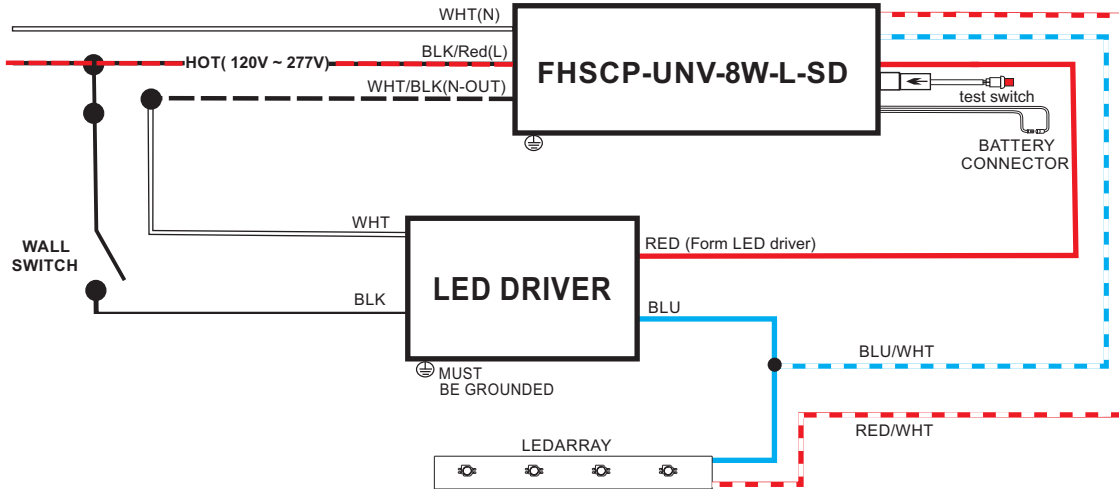 WHT(N)
BLK/Red(L)
HOT( 120V ~ 277V)
WHT/BLK(N-OUT)
FHSCP-UNV-8W-L-SD
test switch
BATTERY
CONNECTOR
WHT
WALL
SWITCH
BLK
LED DRIVER
RED (Form LED driver)
BLU
MUST
BE GROUNDED
BLU/WHT
RED/WHT
LEDARRAY